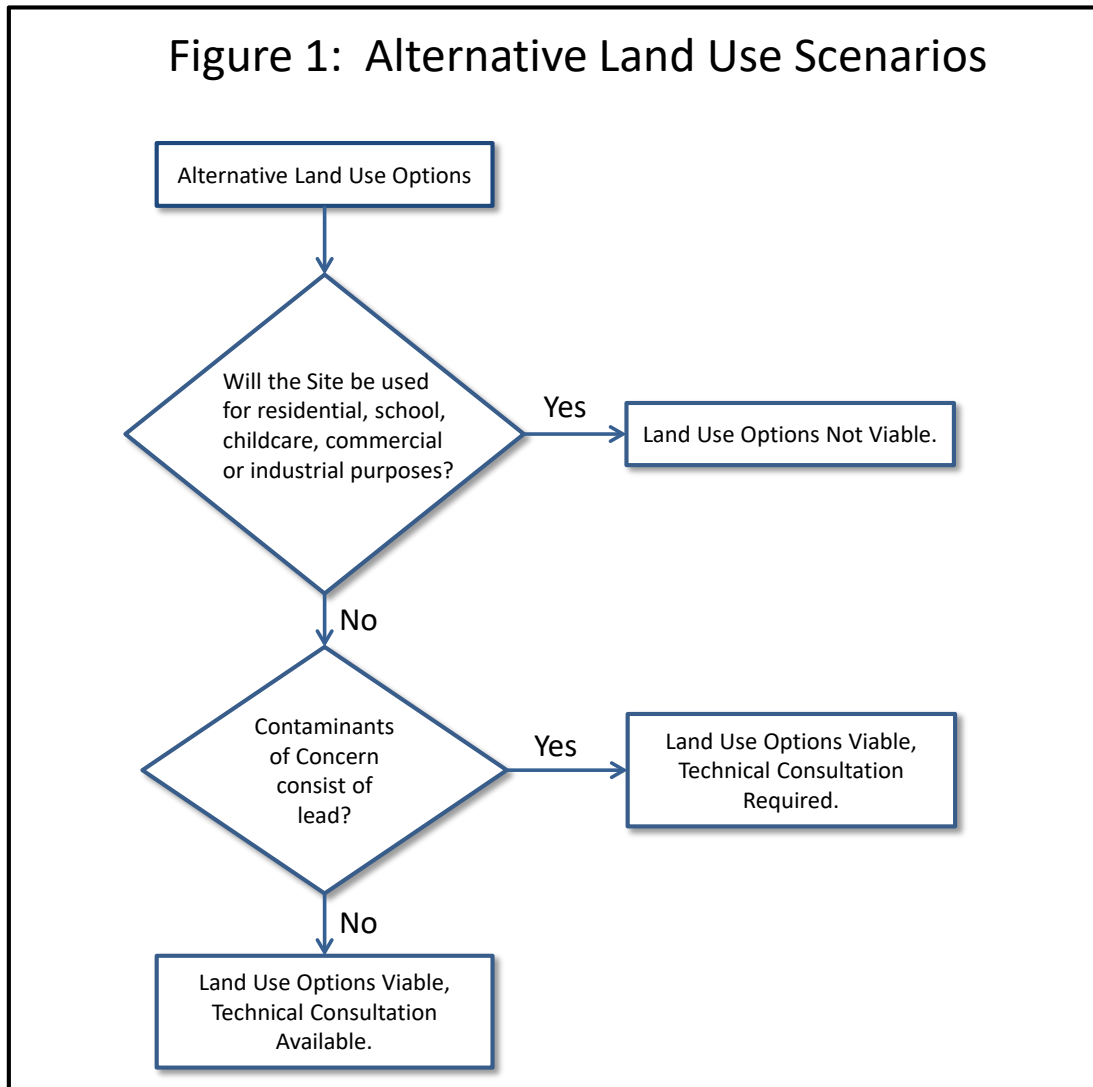 Figure 1:  Alternative Land Use Scenarios
Alternative Land Use Options
Will the Site be used
for residential, school,
childcare, commercial
or industrial purposes?
Yes
Land Use Options Not Viable.
No
Contaminants
of Concern
consist of
lead?
Yes
Land Use Options Viable,
Technical Consultation
Required.
No
Land Use Options Viable,
Technical Consultation
Available.